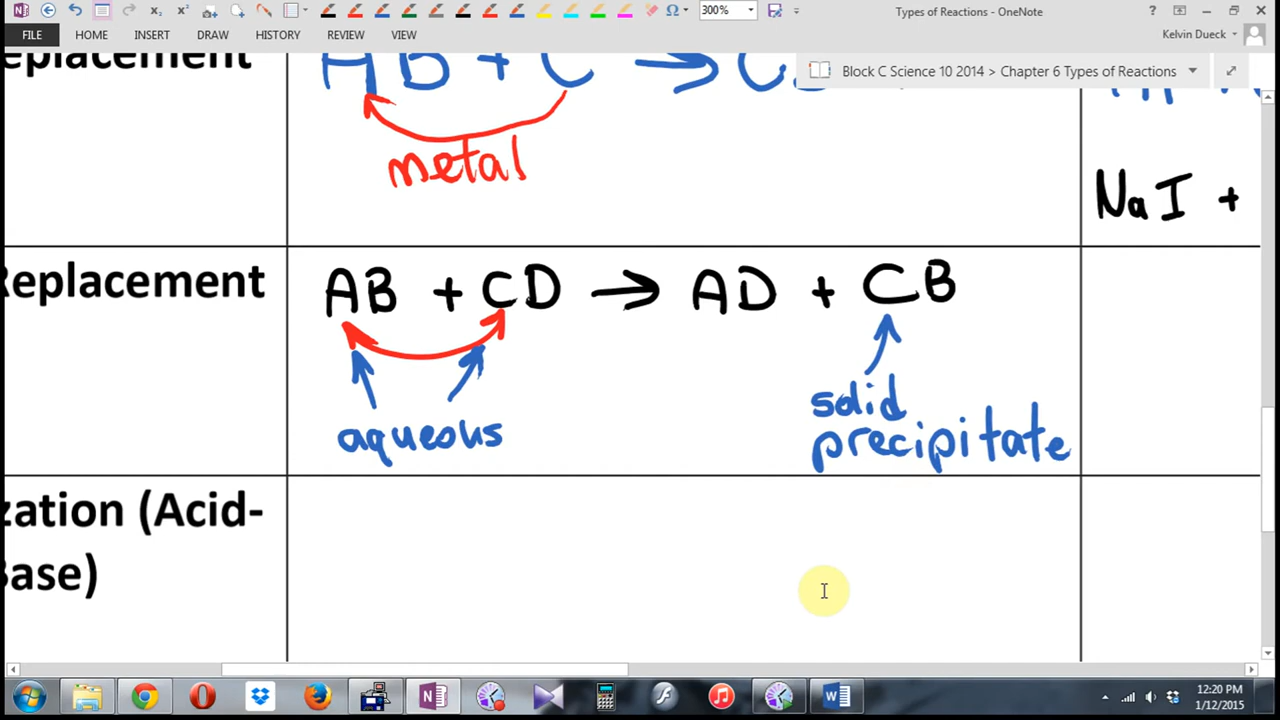 300%
Types of Reactions - OneNote
FILE
HOME
INSERT
DRAW
HISTORY
REVIEW
VIEW
Kelvin Dueck
Block C Science 10 2014 > Chapter 6 Types of Reactions
eplacement
AB + C → C
metal
NaI +
Replacement
AB + CD → AD + CB
aqueous
solid
precipitate
zation (Acid-
Base)
12:20 PM
1/12/2015